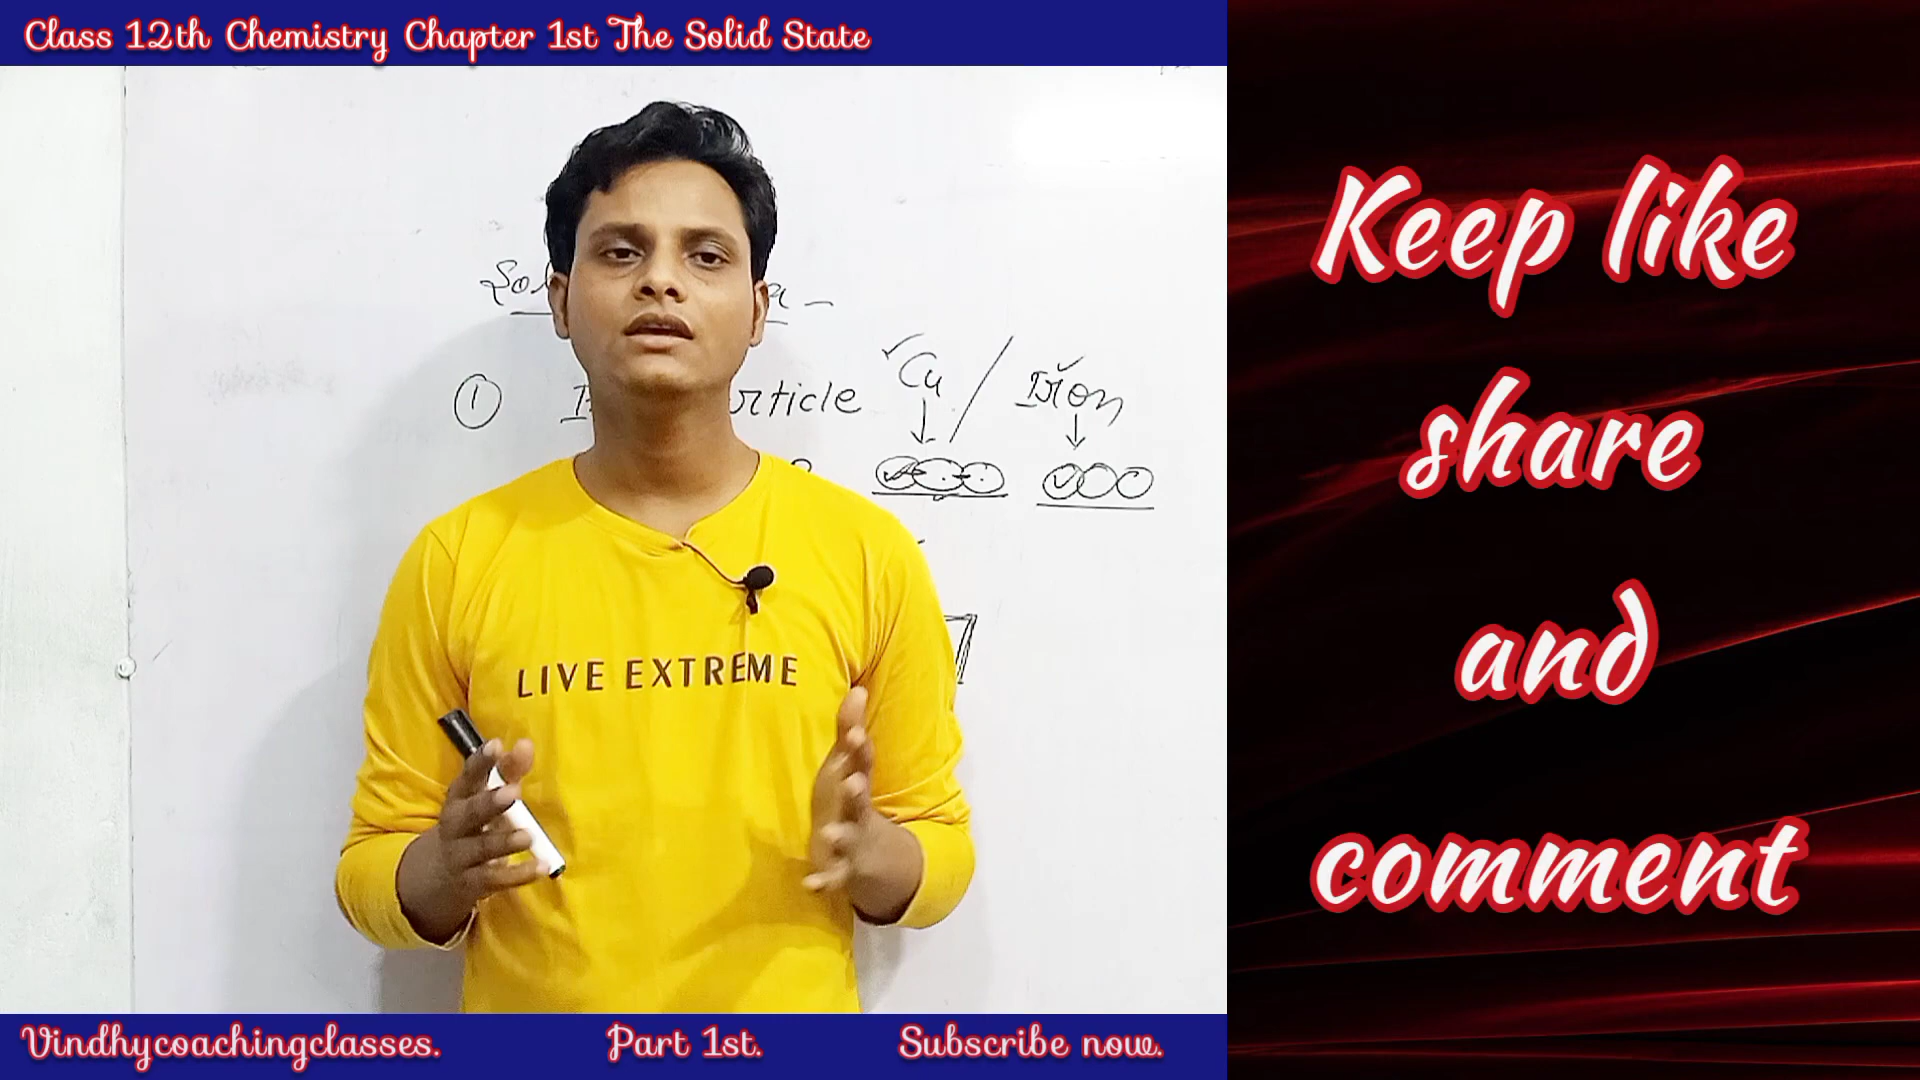 Class 12th Chemistry Chapter 1st The Solid State
Cu / Iron
①
LIVE EXTREME
Keep like
share
and
comment
Vindhycoachingclasses. Part 1st. Subscribe now.